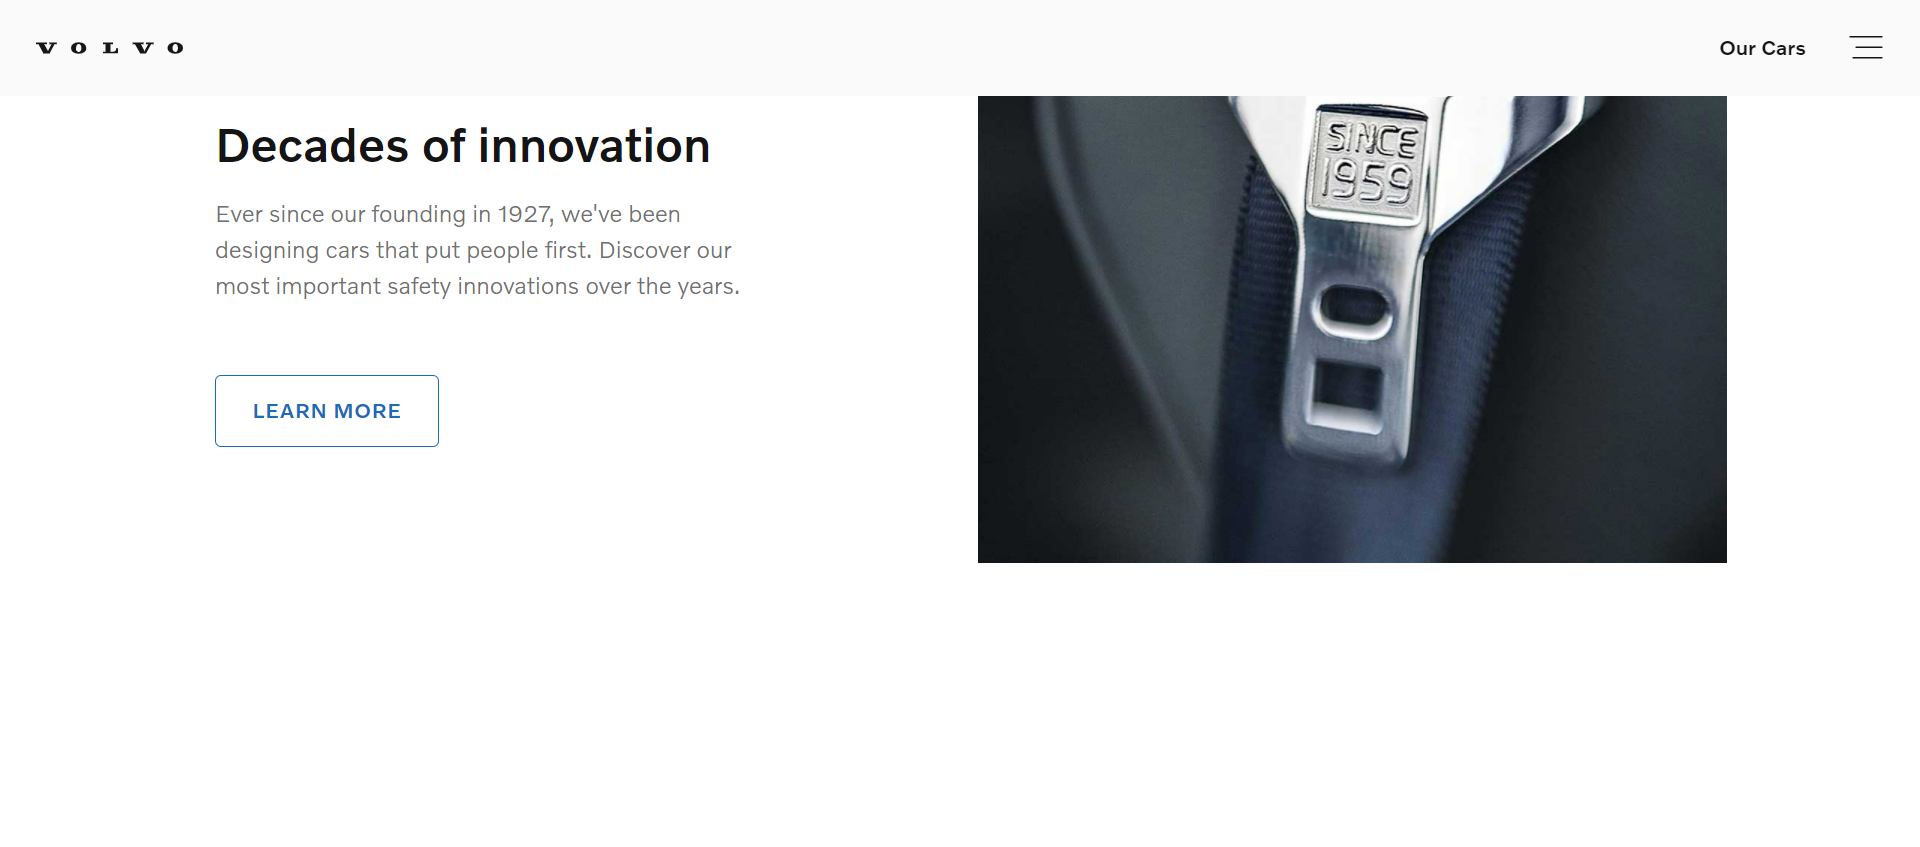 VOLVO
Our Cars
Decades of innovation
Ever since our founding in 1927, we've been
designing cars that put people first. Discover our
most important safety innovations over the years.
LEARN MORE
SINCE
1959